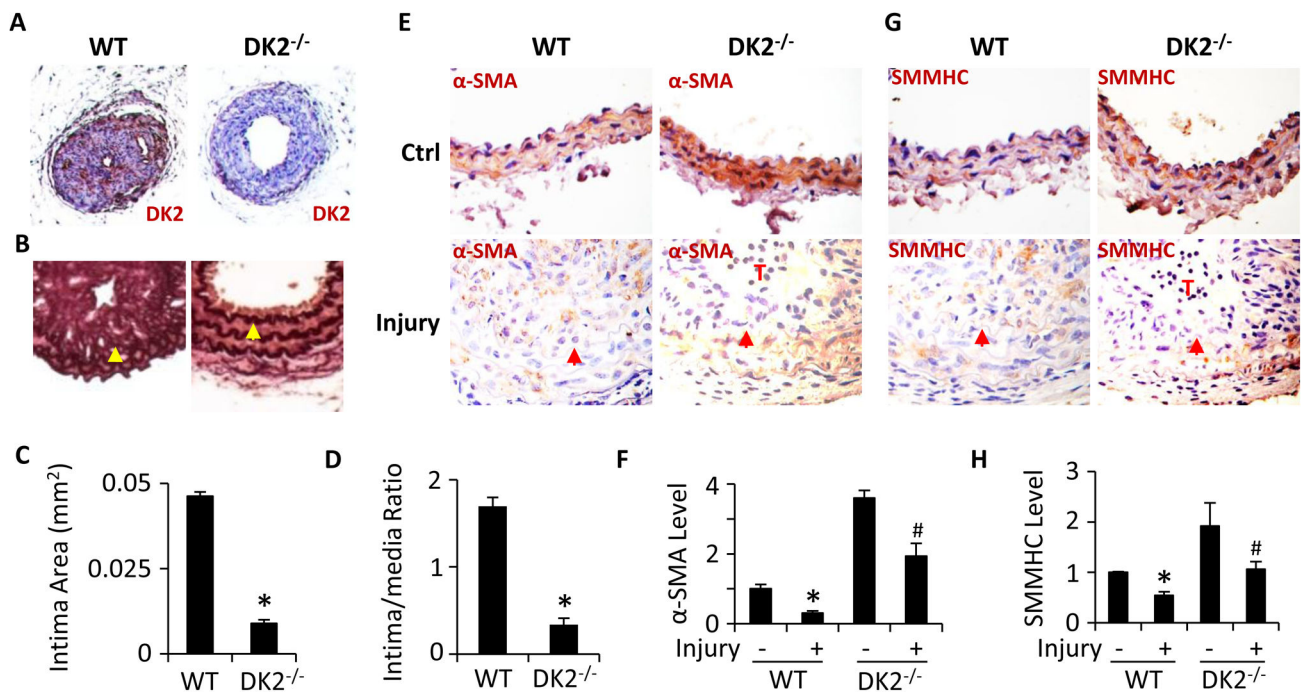 A
WT
DK2-/-
DK2
DK2
B
C
Intima Area (mm2)
0.05
0.025
0
*
WT
DK2-/-
D
Intima/media Ratio
2
1
0
*
WT
DK2-/-
E
WT
DK2-/-
Ctrl
α-SMA
α-SMA
Injury
α-SMA
α-SMA
T
F
α-SMA Level
4
2
0
*
#
Injury - + - +
WT
DK2-/-
G
WT
DK2-/-
SMMHC
SMMHC
SMMHC
SMMHC
T
H
SMMHC Level
3
2
1
0
*
#
Injury - + - +
WT
DK2-/-